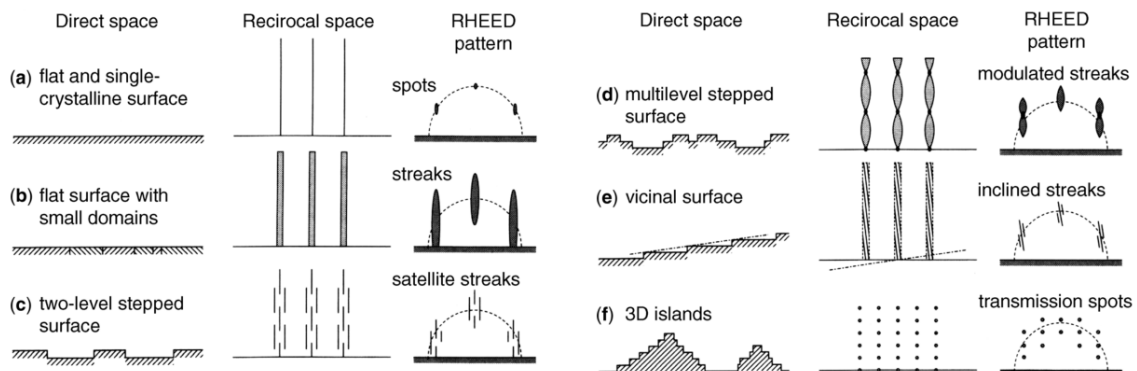 Direct space
Recirocal space
RHEED
pattern
(a) flat and single-
crystalline surface
spots
(b) flat surface with
small domains
streaks
(c) two-level stepped
surface
satellite streaks
Direct space
Recirocal space
RHEED
pattern
(d) multilevel stepped
surface
modulated streaks
(e) vicinal surface
inclined streaks
(f) 3D islands
transmission spots